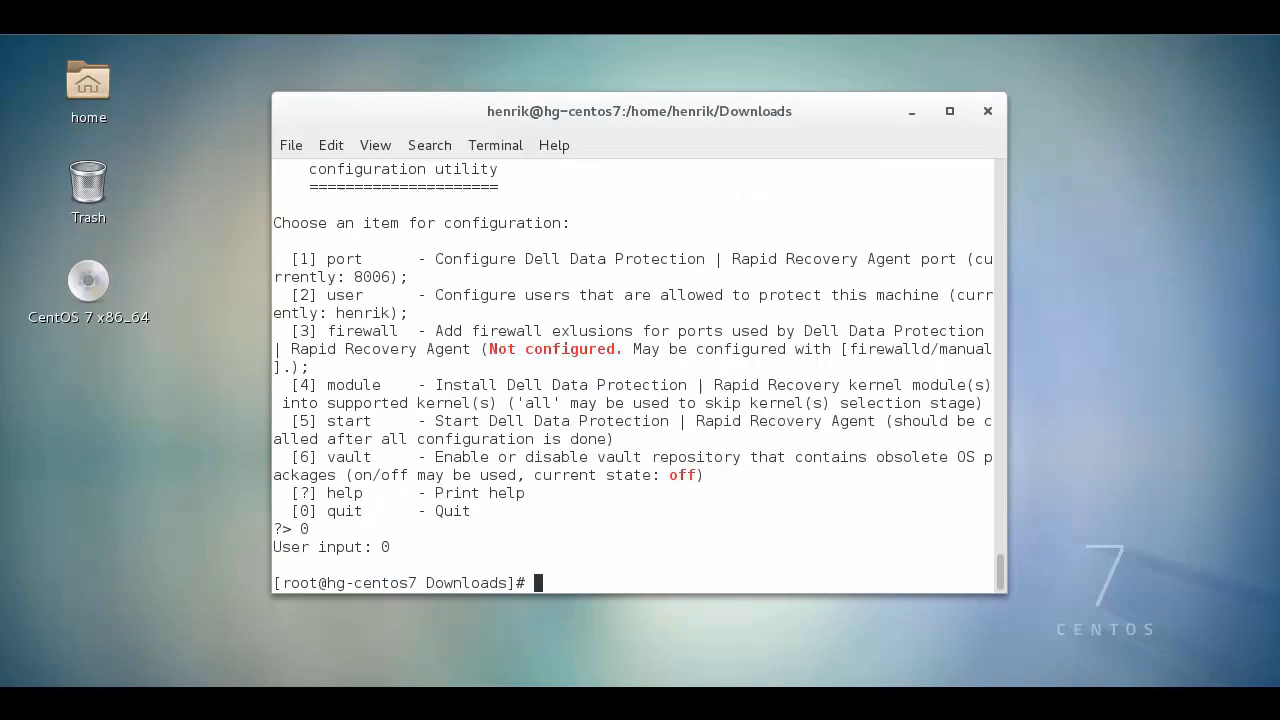 home
Trash
CentOS 7 x86_64
henrik@hg-centos7:/home/henrik/Downloads
File Edit View Search Terminal Help
configuration utility
=====================
Choose an item for configuration:
[1] port - Configure Dell Data Protection | Rapid Recovery Agent port (cu
rrently: 8006);
[2] user - Configure users that are allowed to protect this machine (curr
ently: henrik);
[3] firewall - Add firewall exlusions for ports used by Dell Data Protection
| Rapid Recovery Agent (Not configured. May be configured with [firewalld/manual
].);
[4] module - Install Dell Data Protection | Rapid Recovery kernel module(s)
into supported kernel(s) ('all' may be used to skip kernel(s) selection stage)
[5] start - Start Dell Data Protection | Rapid Recovery Agent (should be c
alled after all configuration is done)
[6] vault - Enable or disable vault repository that contains obsolete OS p
ackages (on/off may be used, current state: off)
[?] help - Print help
[0] quit - Quit
?> 0
User input: 0
[root@hg-centos7 Downloads]#
7
CENTOS